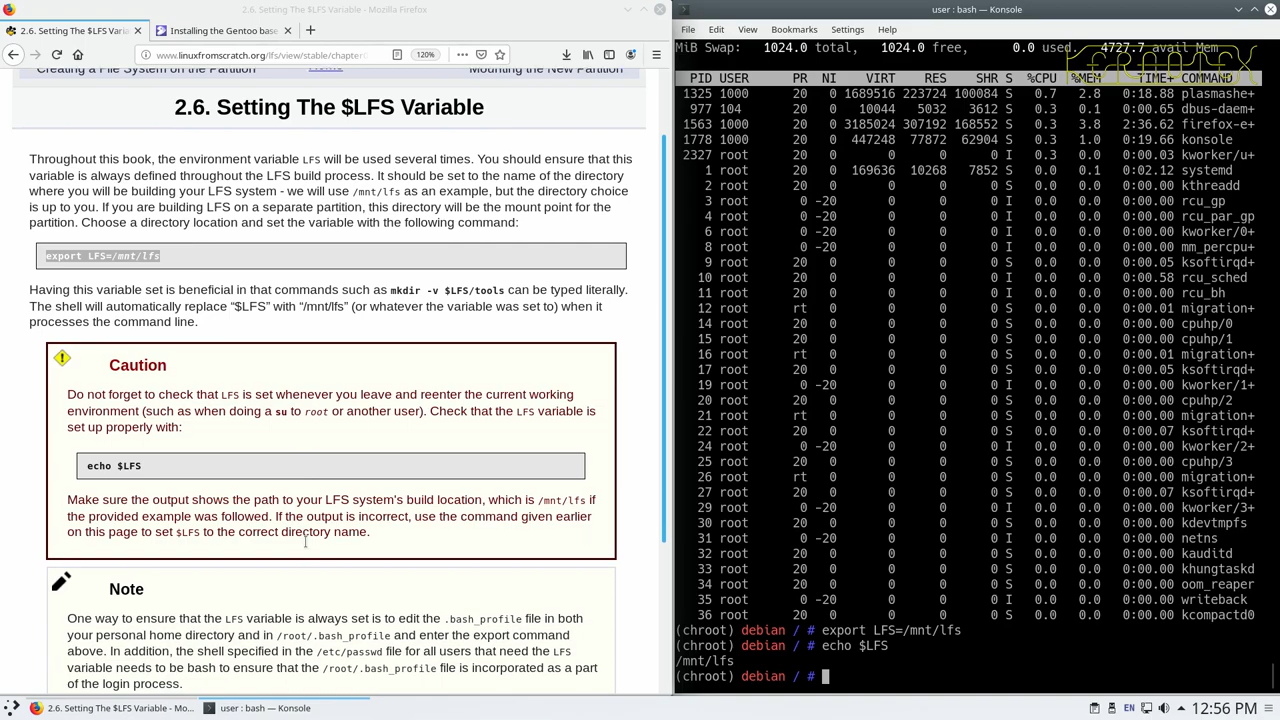 2.6. Setting The $LFS Variable - Mozilla Firefox
2.6. Setting The $LFS Varia
Installing the Gentoo base
www.linuxfromscratch.org/lfs/view/stable/chapter0
120%
Creating a File System on the Partition
Home
Mounting the New Partition
2.6. Setting The $LFS Variable
Throughout this book, the environment variable LFS will be used several times. You should ensure that this
variable is always defined throughout the LFS build process. It should be set to the name of the directory
where you will be building your LFS system - we will use /mnt/lfs as an example, but the directory choice
is up to you. If you are building LFS on a separate partition, this directory will be the mount point for the
partition. Choose a directory location and set the variable with the following command:
export LFS=/mnt/lfs
Having this variable set is beneficial in that commands such as mkdir -v $LFS/tools can be typed literally.
The shell will automatically replace “$LFS” with “/mnt/lfs” (or whatever the variable was set to) when it
processes the command line.
Caution
Do not forget to check that LFS is set whenever you leave and reenter the current working
environment (such as when doing a su to root or another user). Check that the LFS variable is
set up properly with:
echo $LFS
Make sure the output shows the path to your LFS system's build location, which is /mnt/lfs if
the provided example was followed. If the output is incorrect, use the command given earlier
on this page to set $LFS to the correct directory name.
Note
One way to ensure that the LFS variable is always set is to edit the .bash_profile file in both
your personal home directory and in /root/.bash_profile and enter the export command
above. In addition, the shell specified in the /etc/passwd file for all users that need the LFS
variable needs to be bash to ensure that the /root/.bash_profile file is incorporated as a part
of the login process.
user : bash — Konsole
File Edit View Bookmarks Settings Help
MiB Swap: 1024.0 total, 1024.0 free, 0.0 used. 4727.7 avail Mem
KERNOTEX
PID USER PR NI VIRT RES SHR S %CPU %MEM TIME+ COMMAND
1325 1000 20 0 1689516 223724 100084 S 0.7 2.8 0:18.88 plasmashe+
977 104 20 0 10044 5032 3612 S 0.3 0.1 0:00.65 dbus-daem+
1563 1000 20 0 3185024 307192 168552 S 0.3 3.8 2:36.62 firefox-e+
1778 1000 20 0 447248 77872 62904 S 0.3 1.0 0:19.66 konsole
2327 root 20 0 0 0 0 I 0.3 0.0 0:00.03 kworker/u+
1 root 20 0 169636 10268 7852 S 0.0 0.1 0:02.12 systemd
2 root 20 0 0 0 0 S 0.0 0.0 0:00.00 kthreadd
3 root 0 -20 0 0 0 I 0.0 0.0 0:00.00 rcu_gp
4 root 0 -20 0 0 0 I 0.0 0.0 0:00.00 rcu_par_gp
6 root 0 -20 0 0 0 I 0.0 0.0 0:00.00 kworker/0+
8 root 0 -20 0 0 0 I 0.0 0.0 0:00.00 mm_percpu+
9 root 20 0 0 0 0 S 0.0 0.0 0:00.05 ksoftirqd+
10 root 20 0 0 0 0 I 0.0 0.0 0:00.58 rcu_sched
11 root 20 0 0 0 0 I 0.0 0.0 0:00.00 rcu_bh
12 root rt 0 0 0 0 S 0.0 0.0 0:00.01 migration+
14 root 20 0 0 0 0 S 0.0 0.0 0:00.00 cpuhp/0
15 root 20 0 0 0 0 S 0.0 0.0 0:00.00 cpuhp/1
16 root rt 0 0 0 0 S 0.0 0.0 0:00.01 migration+
17 root 20 0 0 0 0 S 0.0 0.0 0:00.05 ksoftirqd+
19 root 0 -20 0 0 0 I 0.0 0.0 0:00.00 kworker/1+
20 root 20 0 0 0 0 S 0.0 0.0 0:00.00 cpuhp/2
21 root rt 0 0 0 0 S 0.0 0.0 0:00.00 migration+
22 root 20 0 0 0 0 S 0.0 0.0 0:00.07 ksoftirqd+
24 root 0 -20 0 0 0 I 0.0 0.0 0:00.00 kworker/2+
25 root 20 0 0 0 0 S 0.0 0.0 0:00.00 cpuhp/3
26 root rt 0 0 0 0 S 0.0 0.0 0:00.00 migration+
27 root 20 0 0 0 0 S 0.0 0.0 0:00.07 ksoftirqd+
29 root 0 -20 0 0 0 I 0.0 0.0 0:00.00 kworker/3+
30 root 20 0 0 0 0 S 0.0 0.0 0:00.00 kdevtmpfs
31 root 0 -20 0 0 0 I 0.0 0.0 0:00.00 netns
32 root 20 0 0 0 0 S 0.0 0.0 0:00.00 kauditd
33 root 20 0 0 0 0 S 0.0 0.0 0:00.00 khungtaskd
34 root 20 0 0 0 0 S 0.0 0.0 0:00.00 oom_reaper
35 root 0 -20 0 0 0 I 0.0 0.0 0:00.00 writeback
36 root 20 0 0 0 0 S 0.0 0.0 0:00.00 kcompactd0
(chroot) debian / # export LFS=/mnt/lfs
(chroot) debian / # echo $LFS
/mnt/lfs
(chroot) debian / #
2.6. Setting The $LFS Variable - Mo...
user : bash — Konsole
EN
12:56 PM